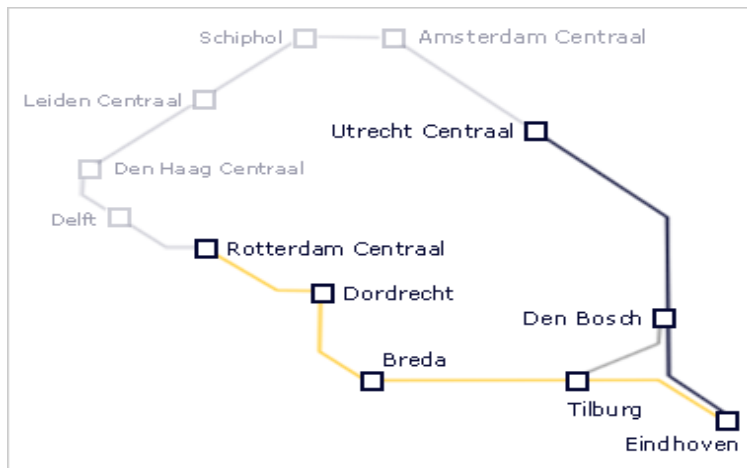 Schiphol
Amsterdam Centraal
Leiden Centraal
Utrecht Centraal
Den Haag Centraal
Delft
Rotterdam Centraal
Dordrecht
Den Bosch
Breda
Tilburg
Eindhoven